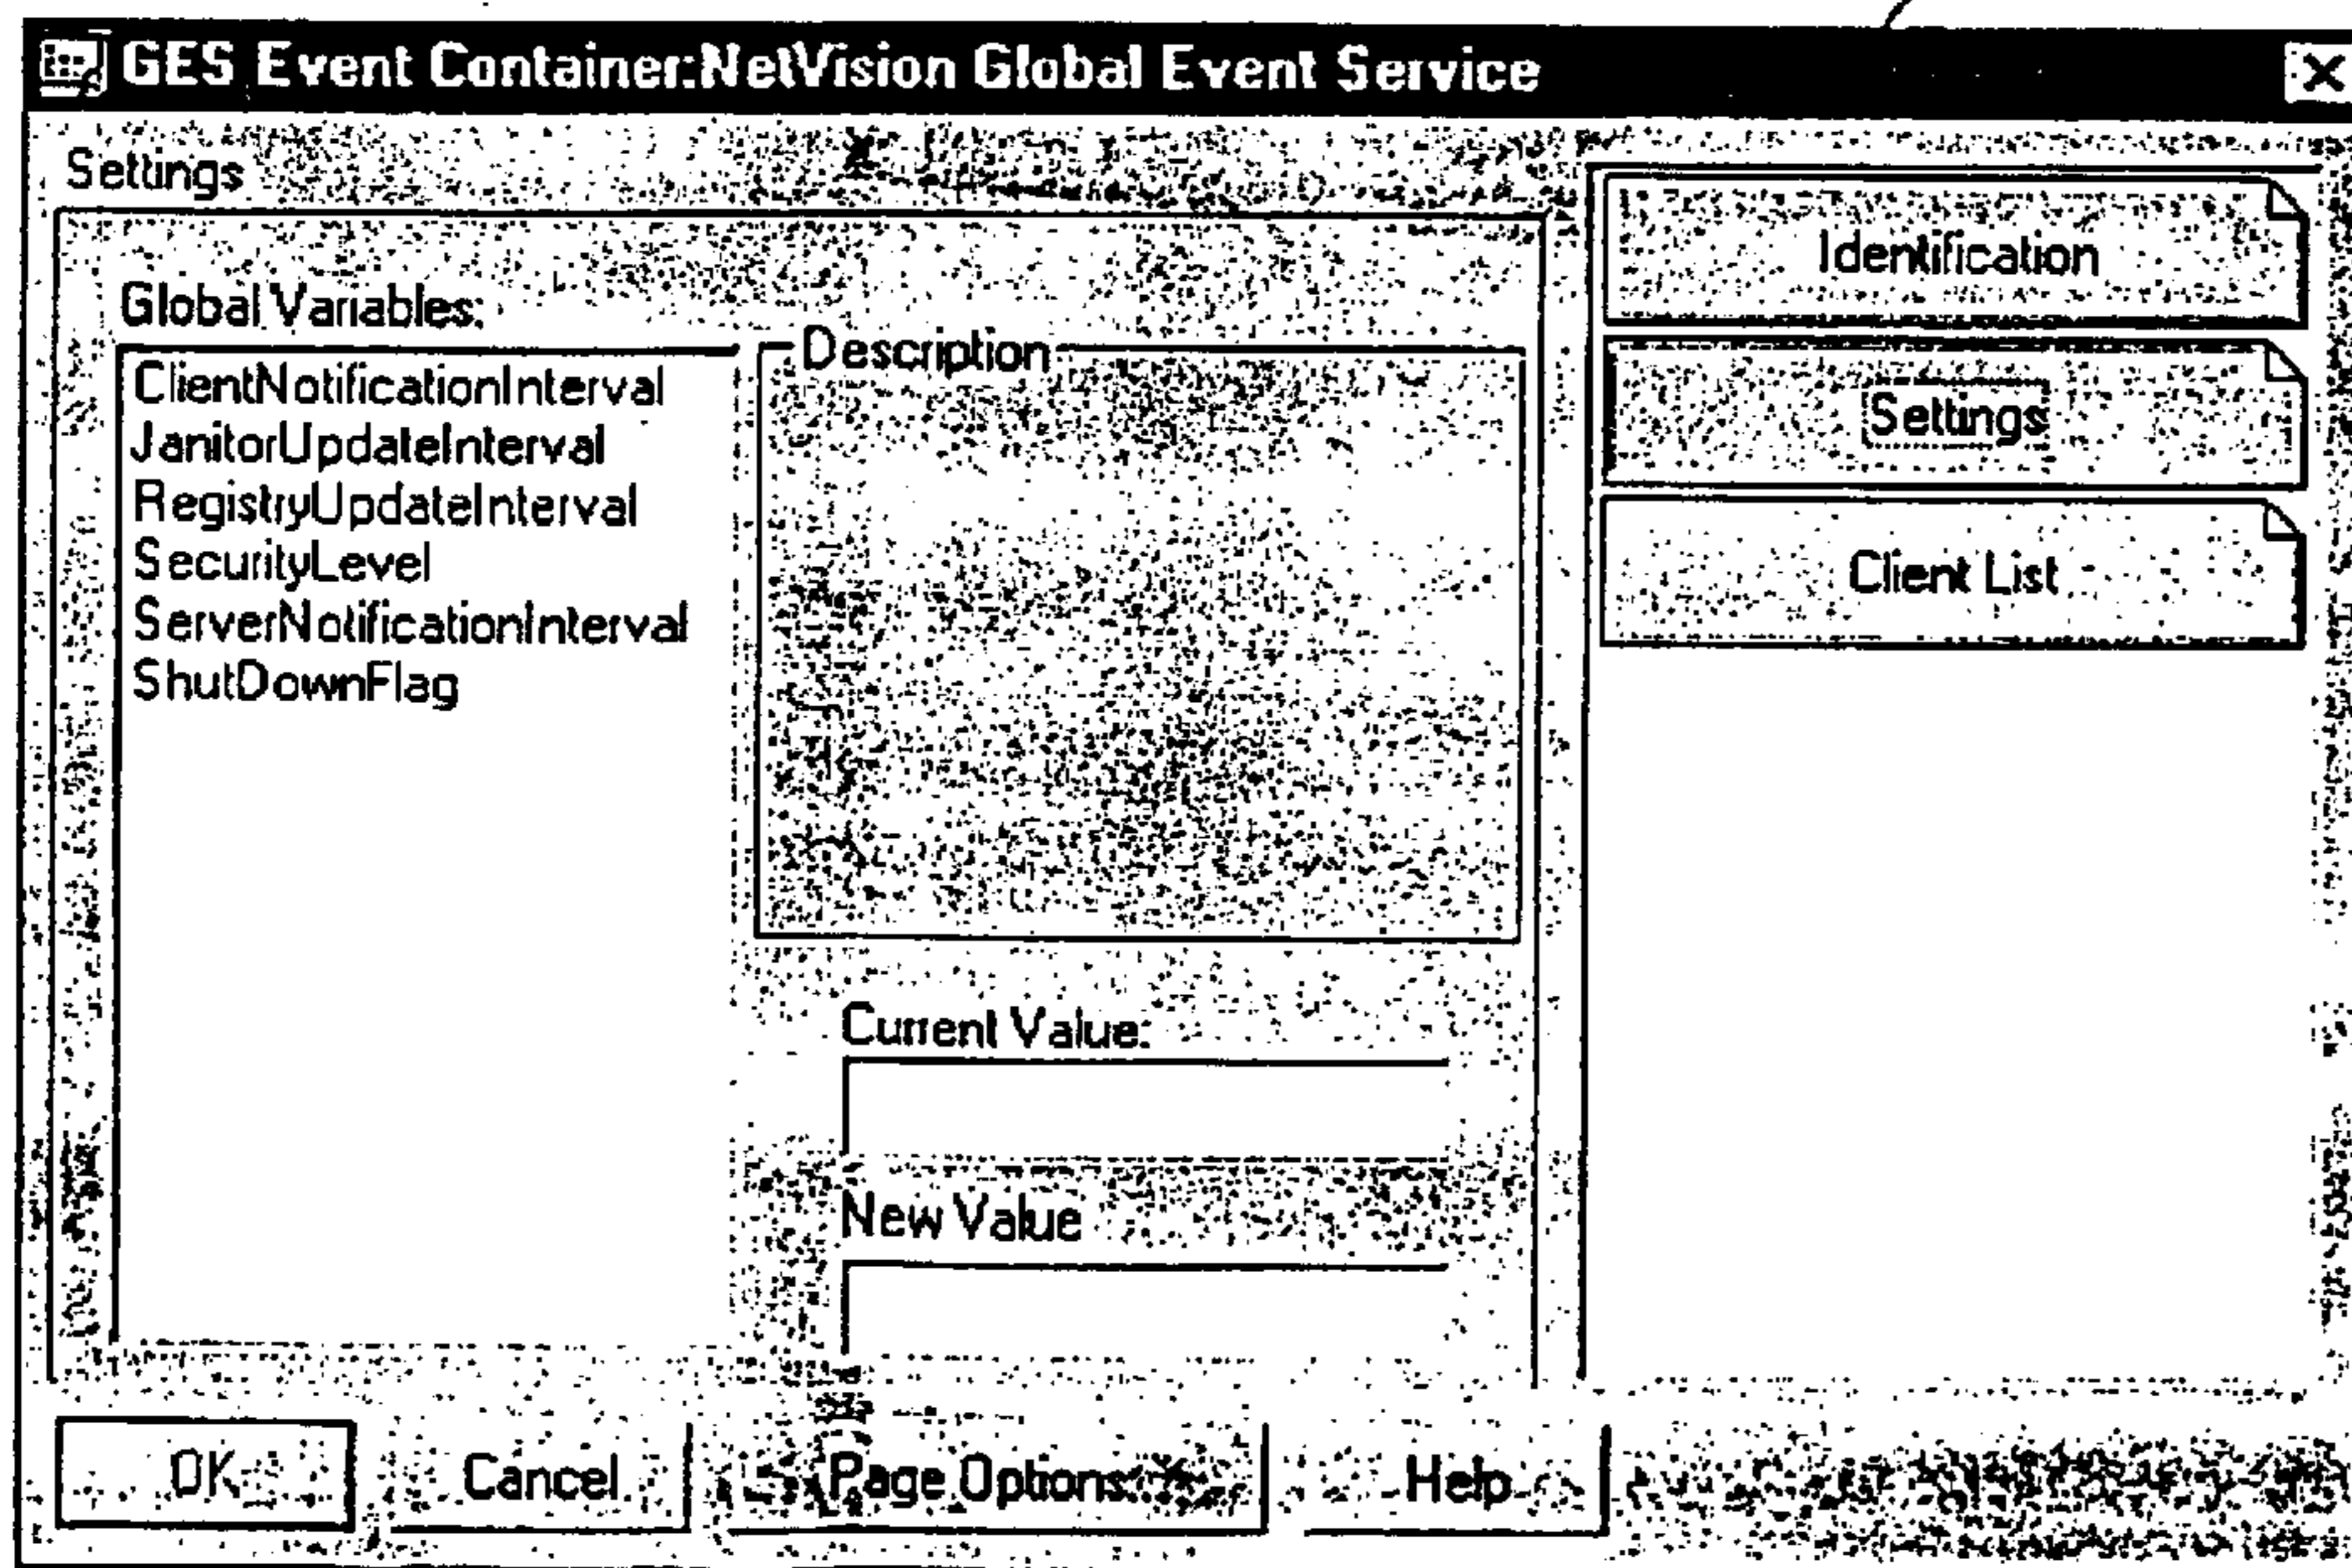 GES Event Container:NetVision Global Event Service
Settings
Global Variables:
ClientNotificationInterval
JanitorUpdateInterval
RegistryUpdateInterval
SecurityLevel
ServerNotificationInterval
ShutDownFlag
Description
Current Value:
New Value
Identification
Settings
Client List
OK
Cancel
Page Options
Help